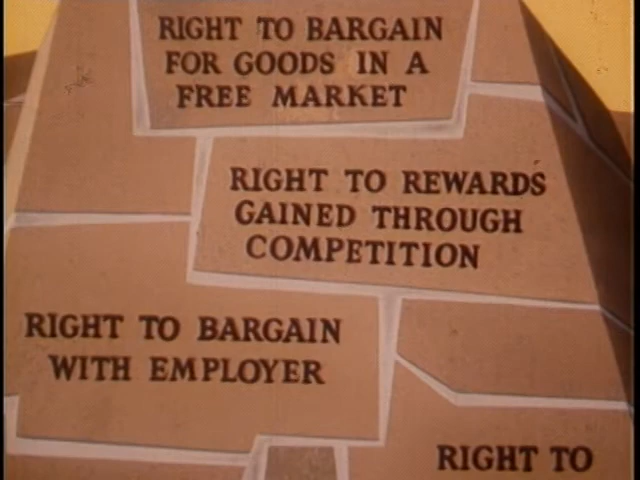 RIGHT TO BARGAIN
FOR GOODS IN A
FREE MARKET
RIGHT TO REWARDS
GAINED THROUGH
COMPETITION
RIGHT TO BARGAIN
WITH EMPLOYER
RIGHT TO